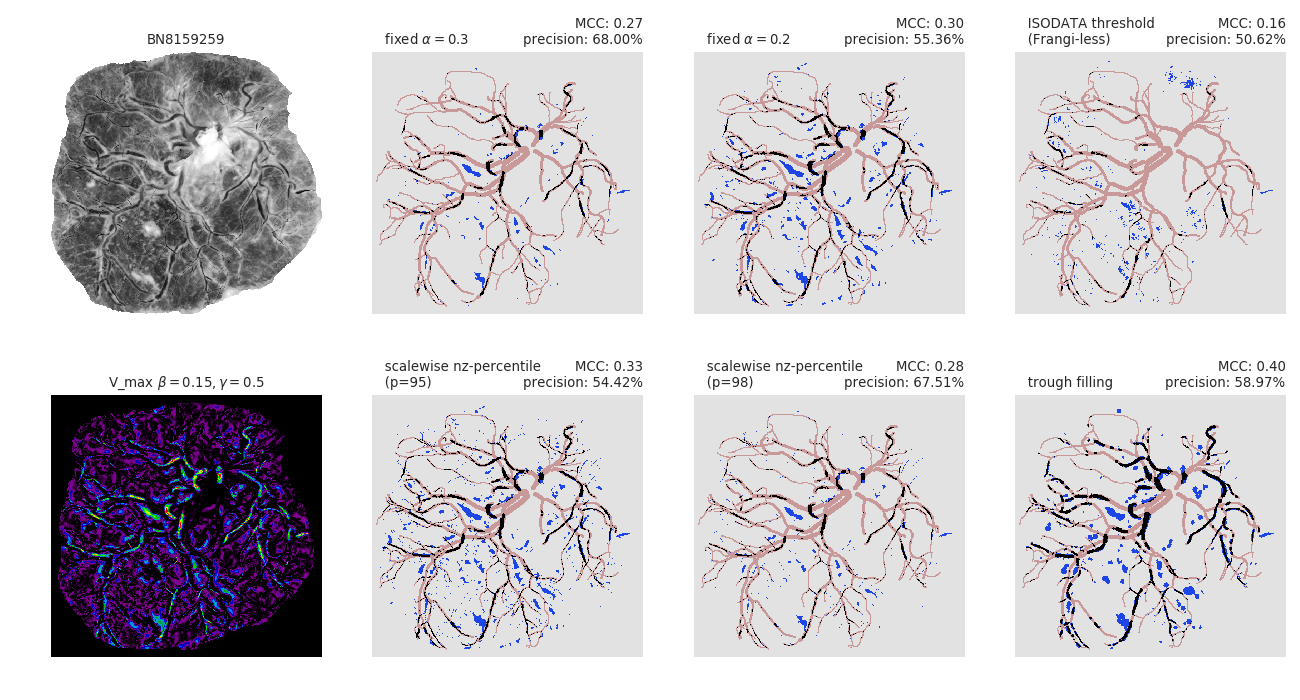 BN8159259
MCC: 0.27
fixed α = 0.3 precision: 68.00%
MCC: 0.30
fixed α = 0.2 precision: 55.36%
ISODATA threshold MCC: 0.16
(Frangi-less) precision: 50.62%
V_max β = 0.15, γ = 0.5
scalewise nz-percentile MCC: 0.33
(p=95) precision: 54.42%
scalewise nz-percentile MCC: 0.28
(p=98) precision: 67.51%
MCC: 0.40
trough filling precision: 58.97%